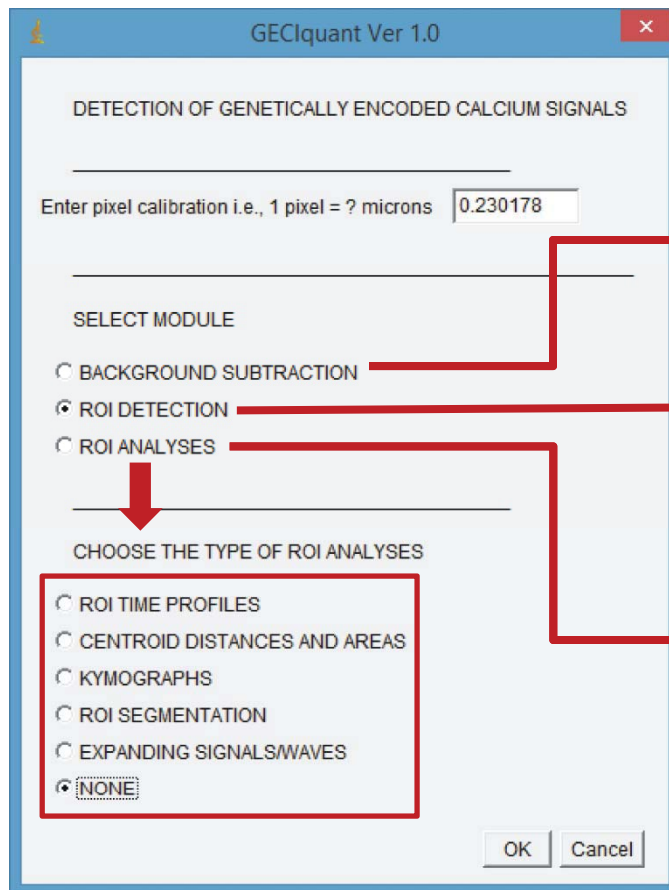 GECIquant Ver 1.0
DETECTION OF GENETICALLY ENCODED CALCIUM SIGNALS
Enter pixel calibration i.e., 1 pixel = ? microns 0.230178
SELECT MODULE
BACKGROUND SUBTRACTION
ROI DETECTION
ROI ANALYSES
CHOOSE THE TYPE OF ROI ANALYSES
ROI TIME PROFILES
CENTROID DISTANCES AND AREAS
KYMOGRAPHS
ROI SEGMENTATION
EXPANDING SIGNALS/WAVES
NONE
OK Cancel